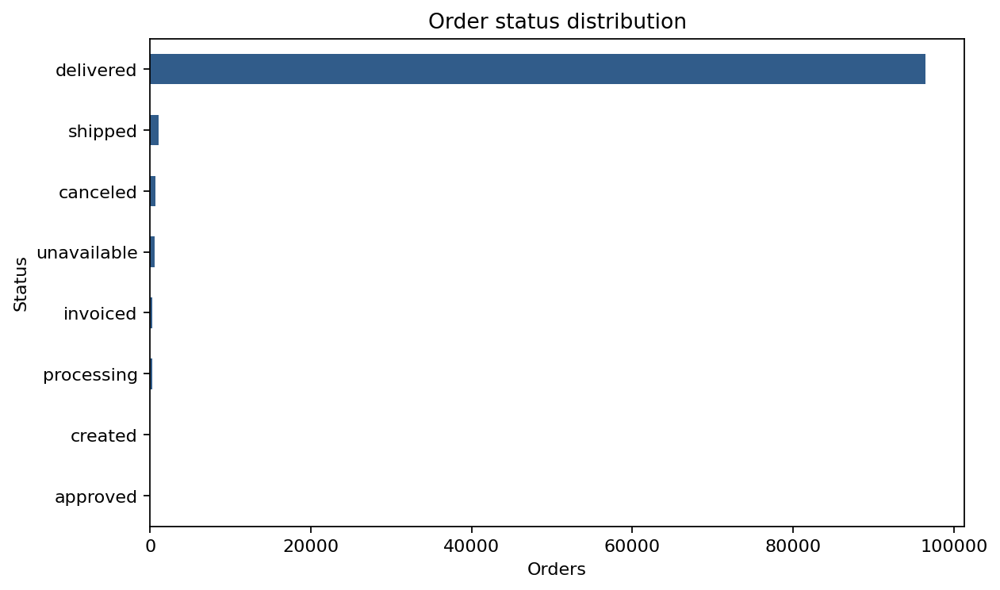 Order status distribution
delivered
shipped
canceled
unavailable
invoiced
processing
created
approved
Status
0 20000 40000 60000 80000 100000
Orders